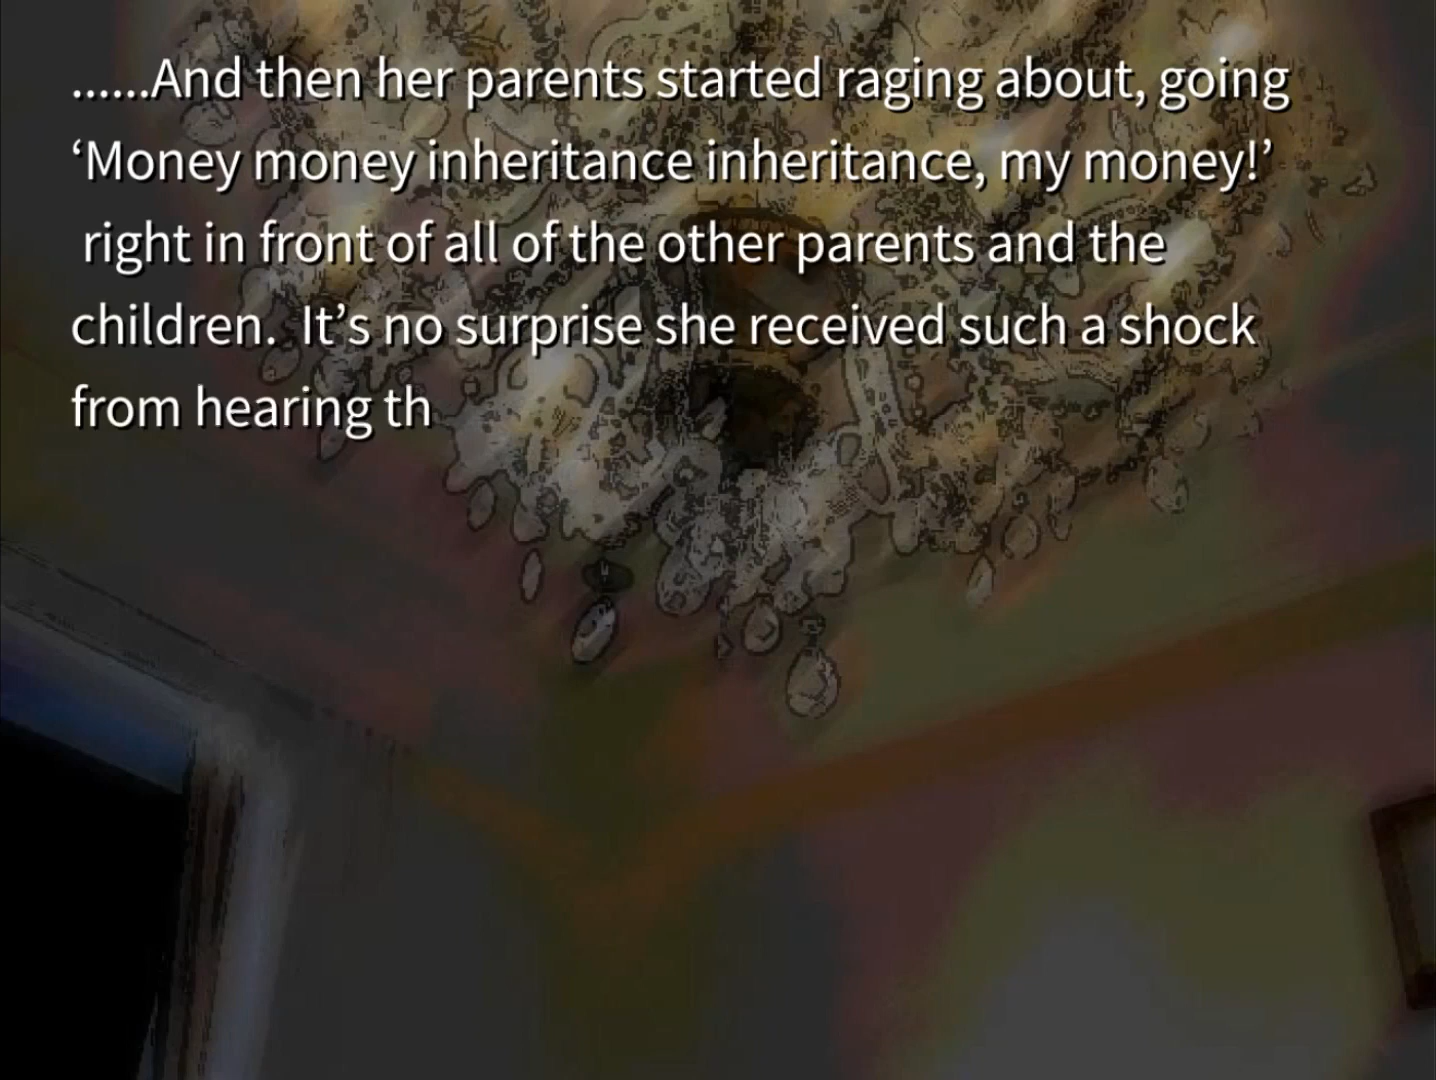 ......And then her parents started raging about, going
‘Money money inheritance inheritance, my money!’
right in front of all of the other parents and the
children.  It’s no surprise she received such a shock
from hearing th